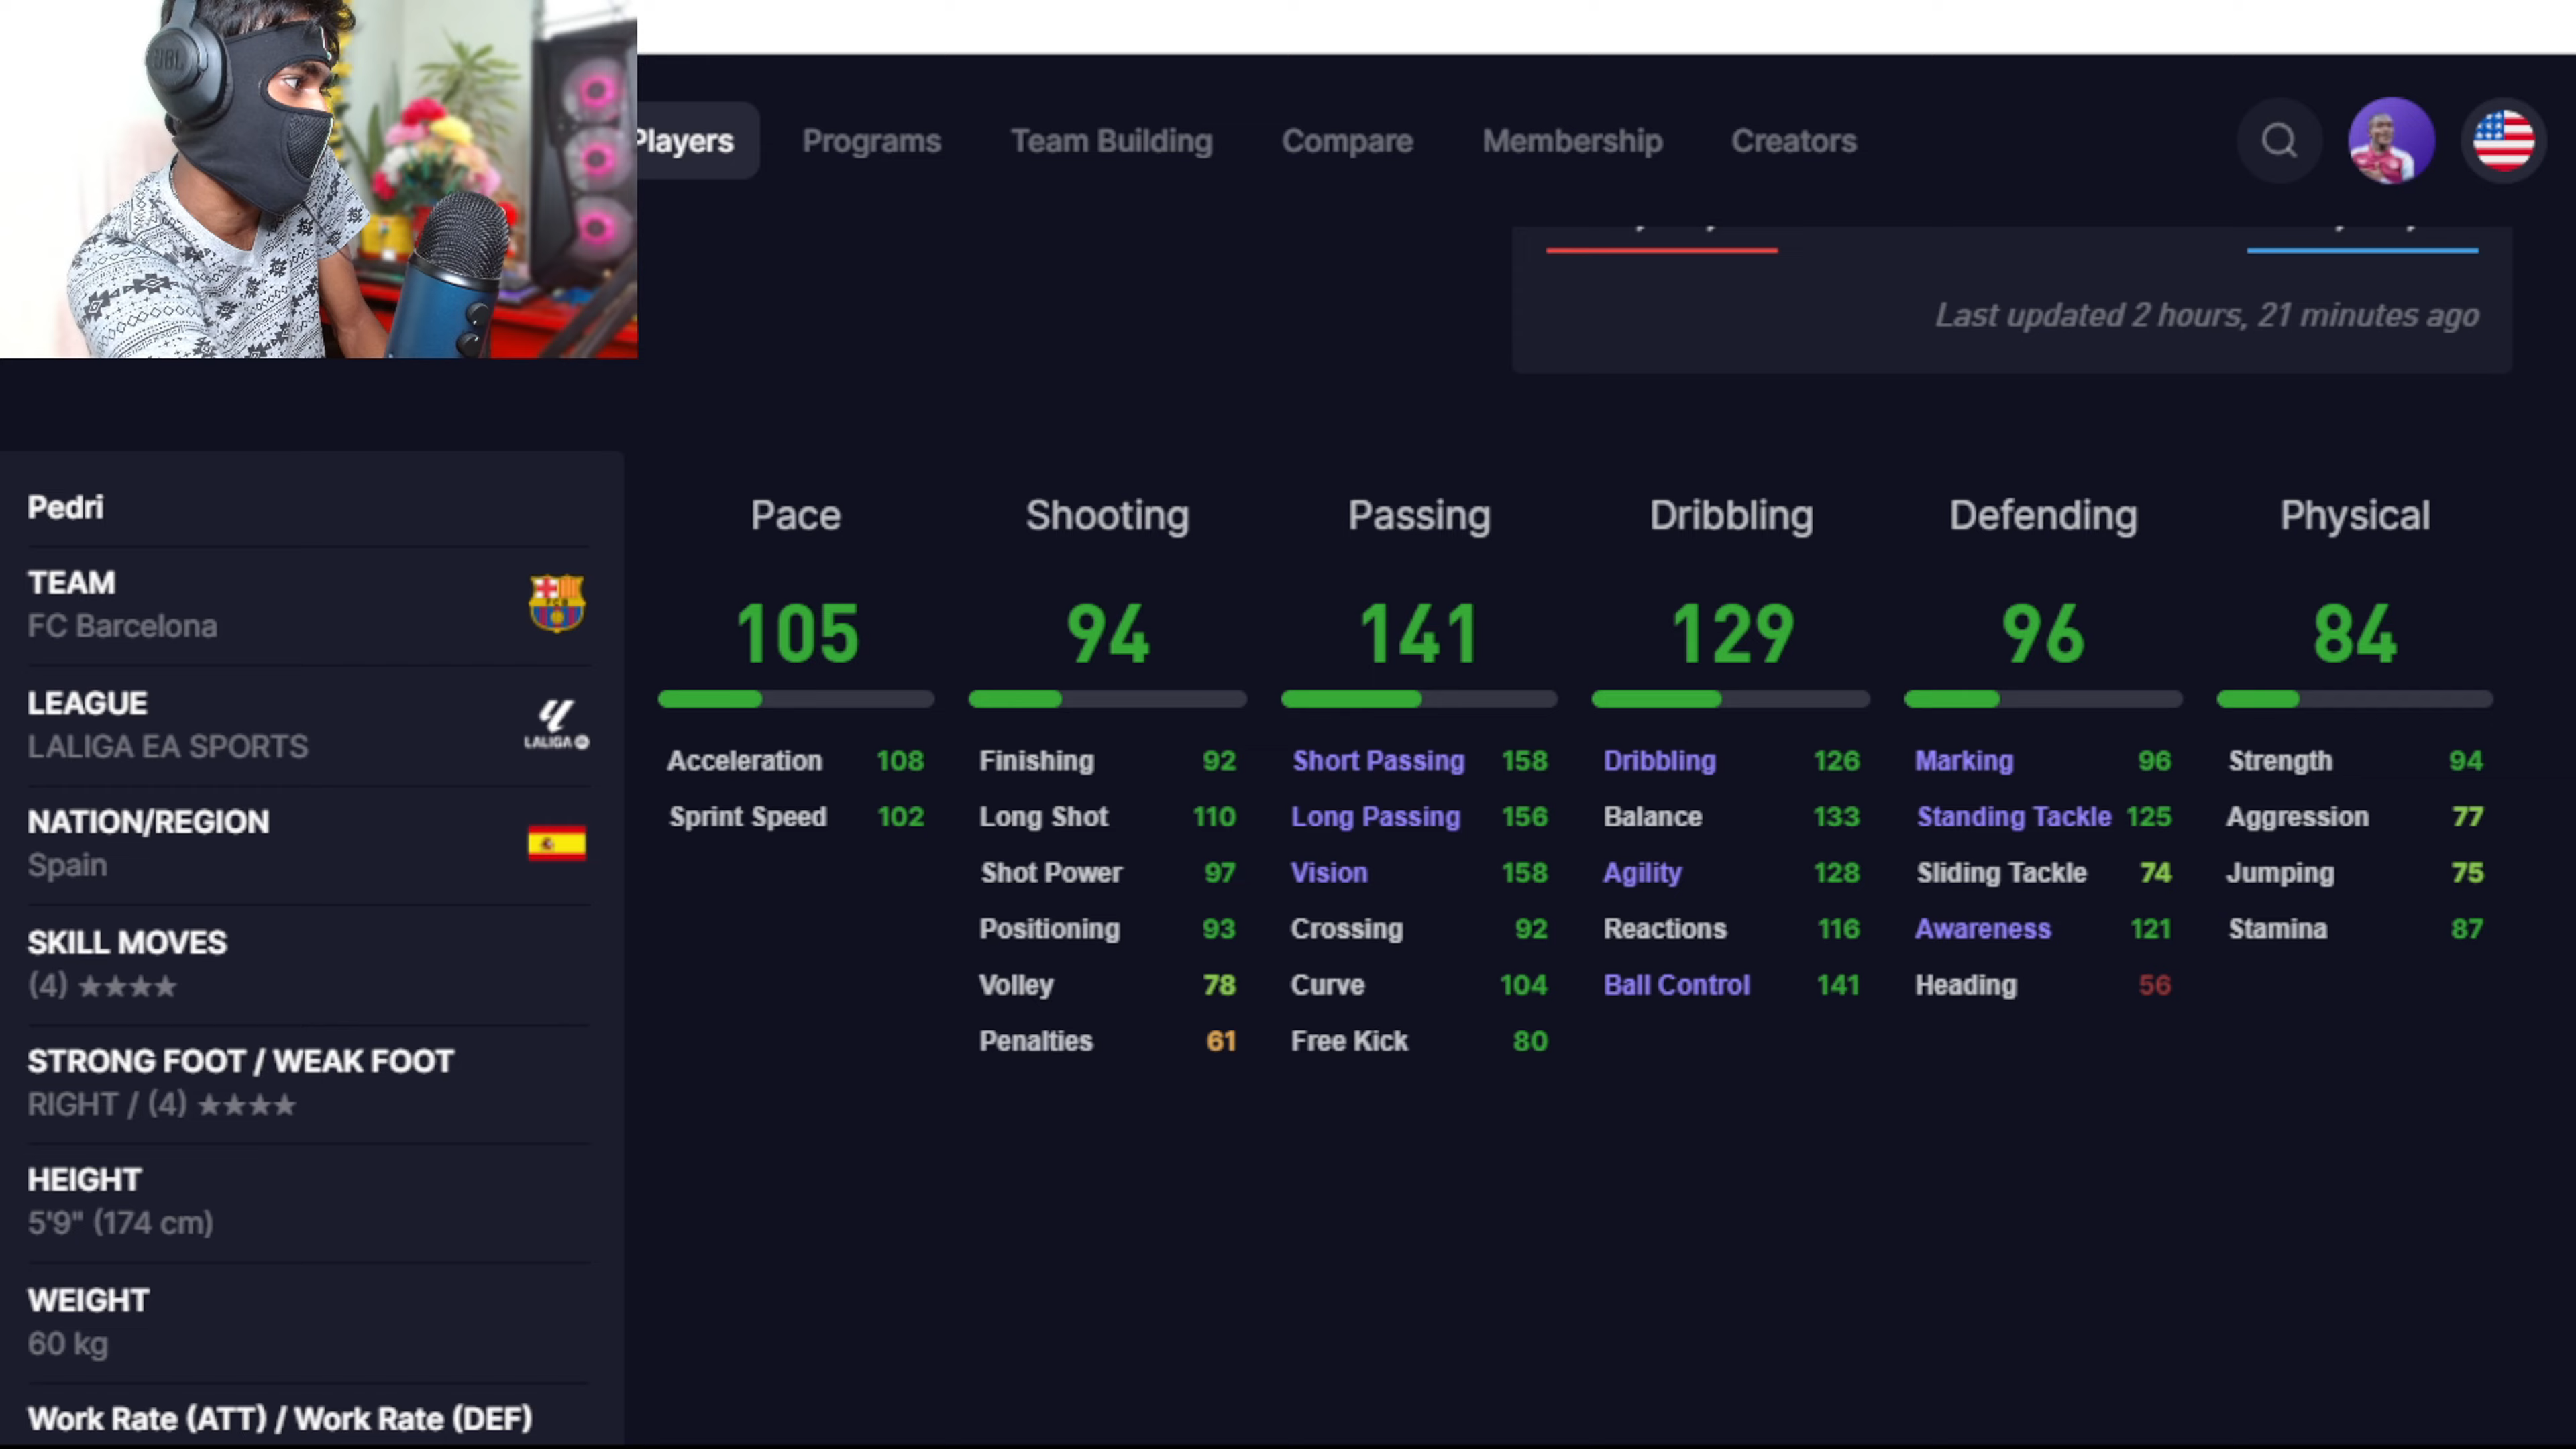 JBL
Players Programs Team Building Compare Membership Creators
Last updated 2 hours, 21 minutes ago
Pedri
TEAM
FC Barcelona
FCB
LEAGUE
LALIGA EA SPORTS
LALIGA
NATION/REGION
Spain
SKILL MOVES
(4) ★★★★
STRONG FOOT / WEAK FOOT
RIGHT / (4) ★★★★
HEIGHT
5'9" (174 cm)
WEIGHT
60 kg
Work Rate (ATT) / Work Rate (DEF)
Pace
105
Acceleration 108
Sprint Speed 102
Shooting
94
Finishing 92
Long Shot 110
Shot Power 97
Positioning 93
Volley 78
Penalties 61
Passing
141
Short Passing 158
Long Passing 156
Vision 158
Crossing 92
Curve 104
Free Kick 80
Dribbling
129
Dribbling 126
Balance 133
Agility 128
Reactions 116
Ball Control 141
Defending
96
Marking 96
Standing Tackle 125
Sliding Tackle 74
Awareness 121
Heading 56
Physical
84
Strength 94
Aggression 77
Jumping 75
Stamina 87